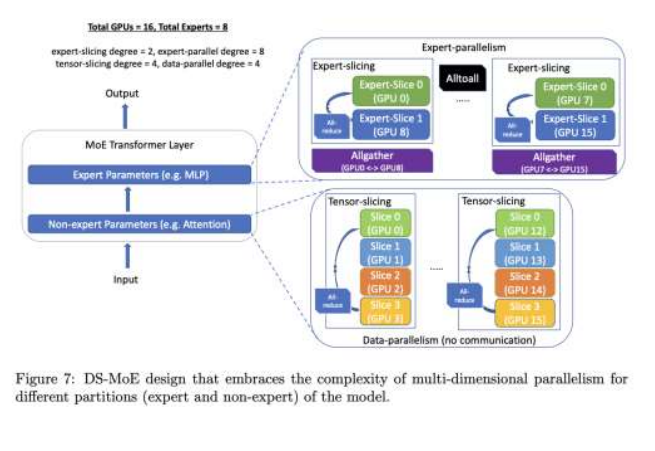 Total GPUs = 16, Total Experts = 8
expert-slicing degree = 2, expert-parallel degree = 8
tensor-slicing degree = 4, data-parallel degree = 4
Output
MoE Transformer Layer
Expert Parameters (e.g. MLP)
Non-expert Parameters (e.g. Attention)
Input
Expert-parallelism
Expert-slicing
Expert-Slice 0
(GPU 0)
All-
reduce
Expert-Slice 1
(GPU 8)
Allgather
(GPU0 <-> GPU8)
Alltoall
.....
Expert-slicing
Expert-Slice 0
(GPU 7)
All-
reduce
Expert-Slice 1
(GPU 15)
Allgather
(GPU7 <-> GPU15)
Tensor-slicing
Slice 0
(GPU 0)
Slice 1
(GPU 1)
Slice 2
(GPU 2)
All-
reduce
Slice 3
(GPU 3)
.....
Tensor-slicing
Slice 0
(GPU 12)
Slice 1
(GPU 13)
Slice 2
(GPU 14)
All-
reduce
Slice 3
(GPU 15)
Data-parallelism (no communication)
Figure 7: DS-MoE design that embraces the complexity of multi-dimensional parallelism for
different partitions (expert and non-expert) of the model.